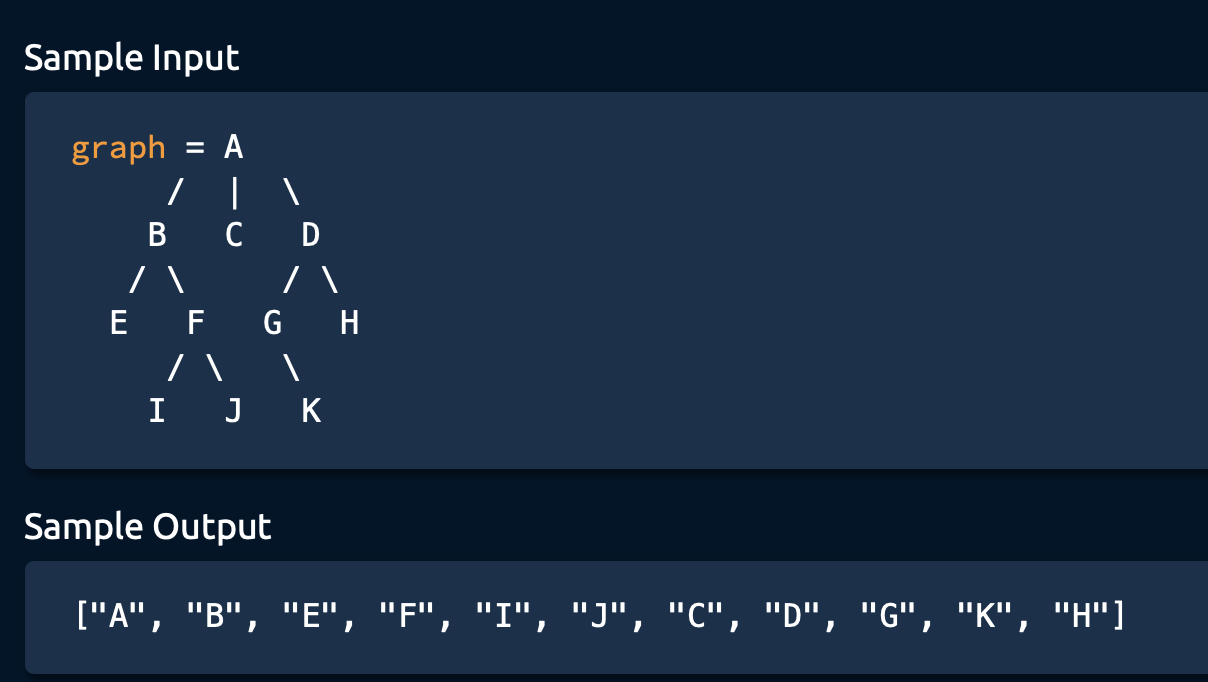 Sample Input
graph = A
     /  |  \
    B   C   D
   / \     / \
  E   F   G   H
     / \   \
    I   J   K
Sample Output
["A", "B", "E", "F", "I", "J", "C", "D", "G", "K", "H"]